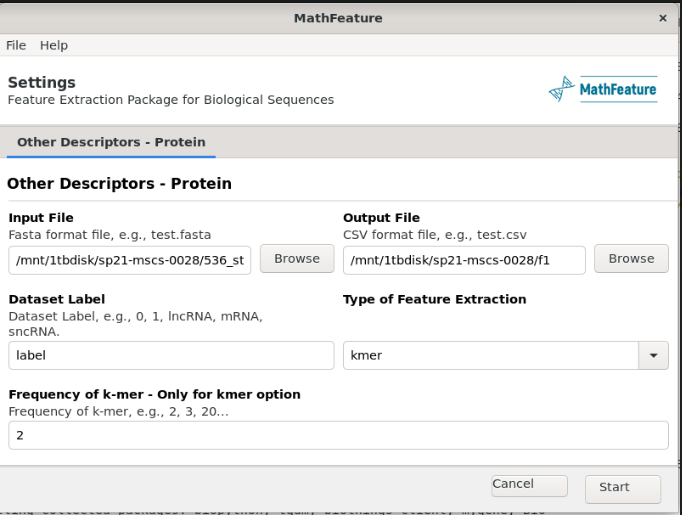 MathFeature
×
File Help
Settings
Feature Extraction Package for Biological Sequences
MathFeature
Other Descriptors - Protein
Other Descriptors - Protein
Input File
Fasta format file, e.g., test.fasta
/mnt/1tbdisk/sp21-mscs-0028/536_st
Browse
Output File
CSV format file, e.g., test.csv
/mnt/1tbdisk/sp21-mscs-0028/f1
Browse
Dataset Label
Dataset Label, e.g., 0, 1, lncRNA, mRNA,
sncRNA.
label
Type of Feature Extraction
kmer
Frequency of k-mer - Only for kmer option
Frequency of k-mer, e.g., 2, 3, 20...
2
Cancel
Start